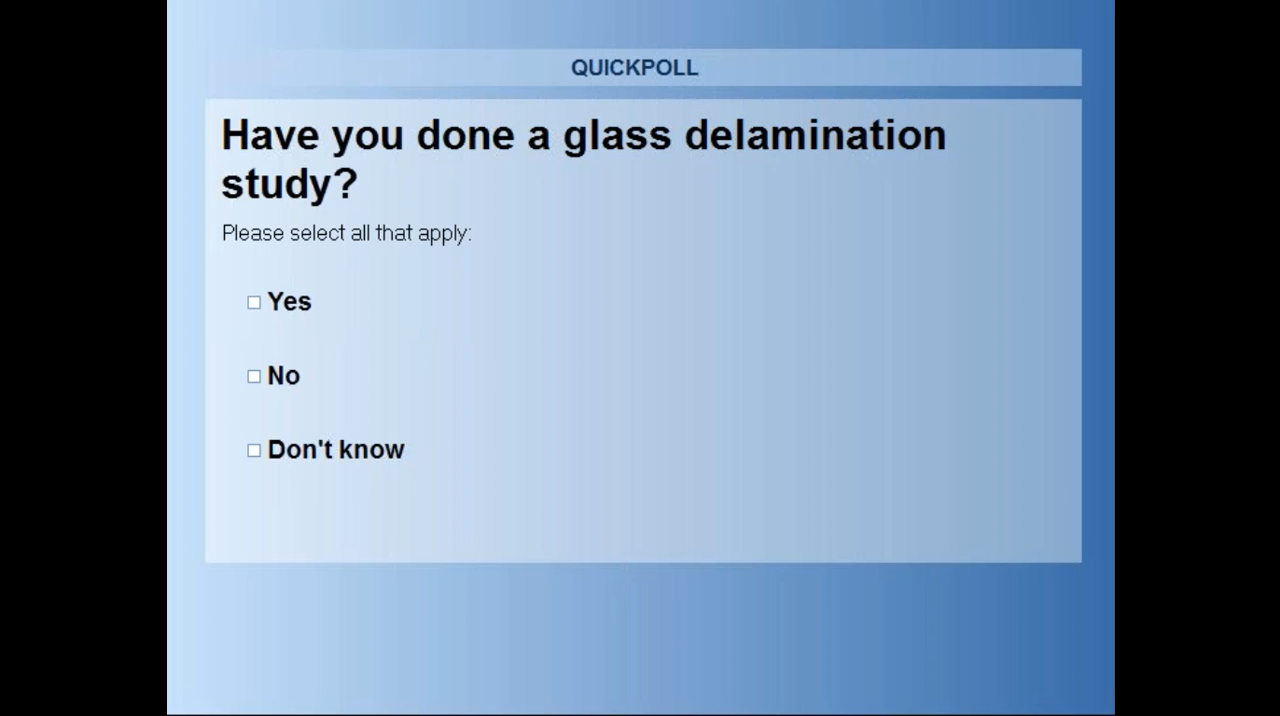 QUICKPOLL
Have you done a glass delamination
study?
Please select all that apply:
Yes
No
Don't know